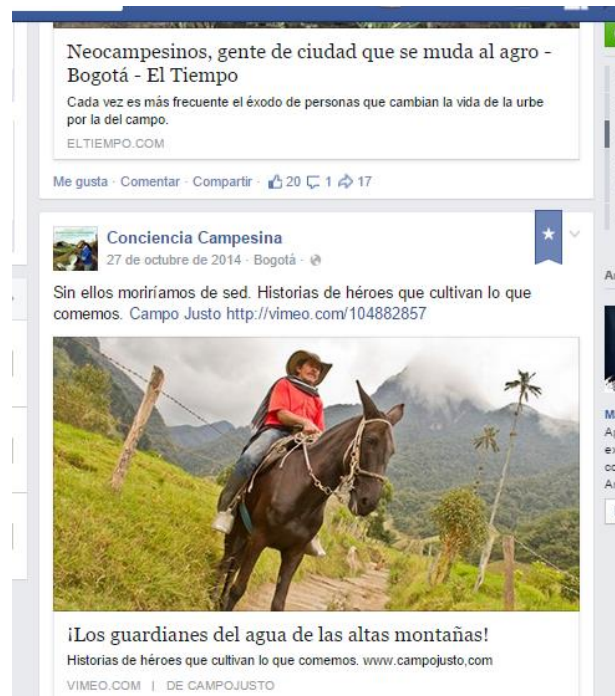 Neocampesinos, gente de ciudad que se muda al agro -
Bogotá - El Tiempo
Cada vez es más frecuente el éxodo de personas que cambian la vida de la urbe
por la del campo.
ELTIEMPO.COM
Me gusta · Comentar · Compartir · 20 1 17
Conciencia Campesina
27 de octubre de 2014 · Bogotá ·
Sin ellos moriríamos de sed. Historias de héroes que cultivan lo que
comemos. Campo Justo http://vimeo.com/104882857
¡Los guardianes del agua de las altas montañas!
Historias de héroes que cultivan lo que comemos. www.campojusto,com
VIMEO.COM | DE CAMPOJUSTO